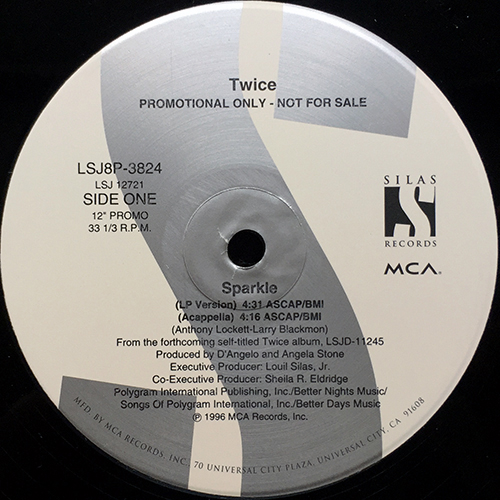 Twice
PROMOTIONAL ONLY - NOT FOR SALE
LSJ8P-3824
LSJ 12721
SIDE ONE
12" PROMO
33 1/3 R.P.M.
SILAS
S
RECORDS
MCA®
Sparkle
(LP Version) 4:31 ASCAP/BMI
(Acappella) 4:16 ASCAP/BMI
(Anthony Lockett-Larry Blackmon)
From the forthcoming self-titled Twice album, LSJD-11245
Produced by D'Angelo and Angela Stone
Executive Producer: Louil Silas, Jr.
Co-Executive Producer: Sheila R. Eldridge
Polygram International Publishing, Inc./Better Nights Music/
Songs Of Polygram International, Inc./Better Days Music
℗ 1996 MCA Records, Inc.
MFD. BY MCA RECORDS, INC. 70 UNIVERSAL CITY PLAZA, UNIVERSAL CITY, CA 91608